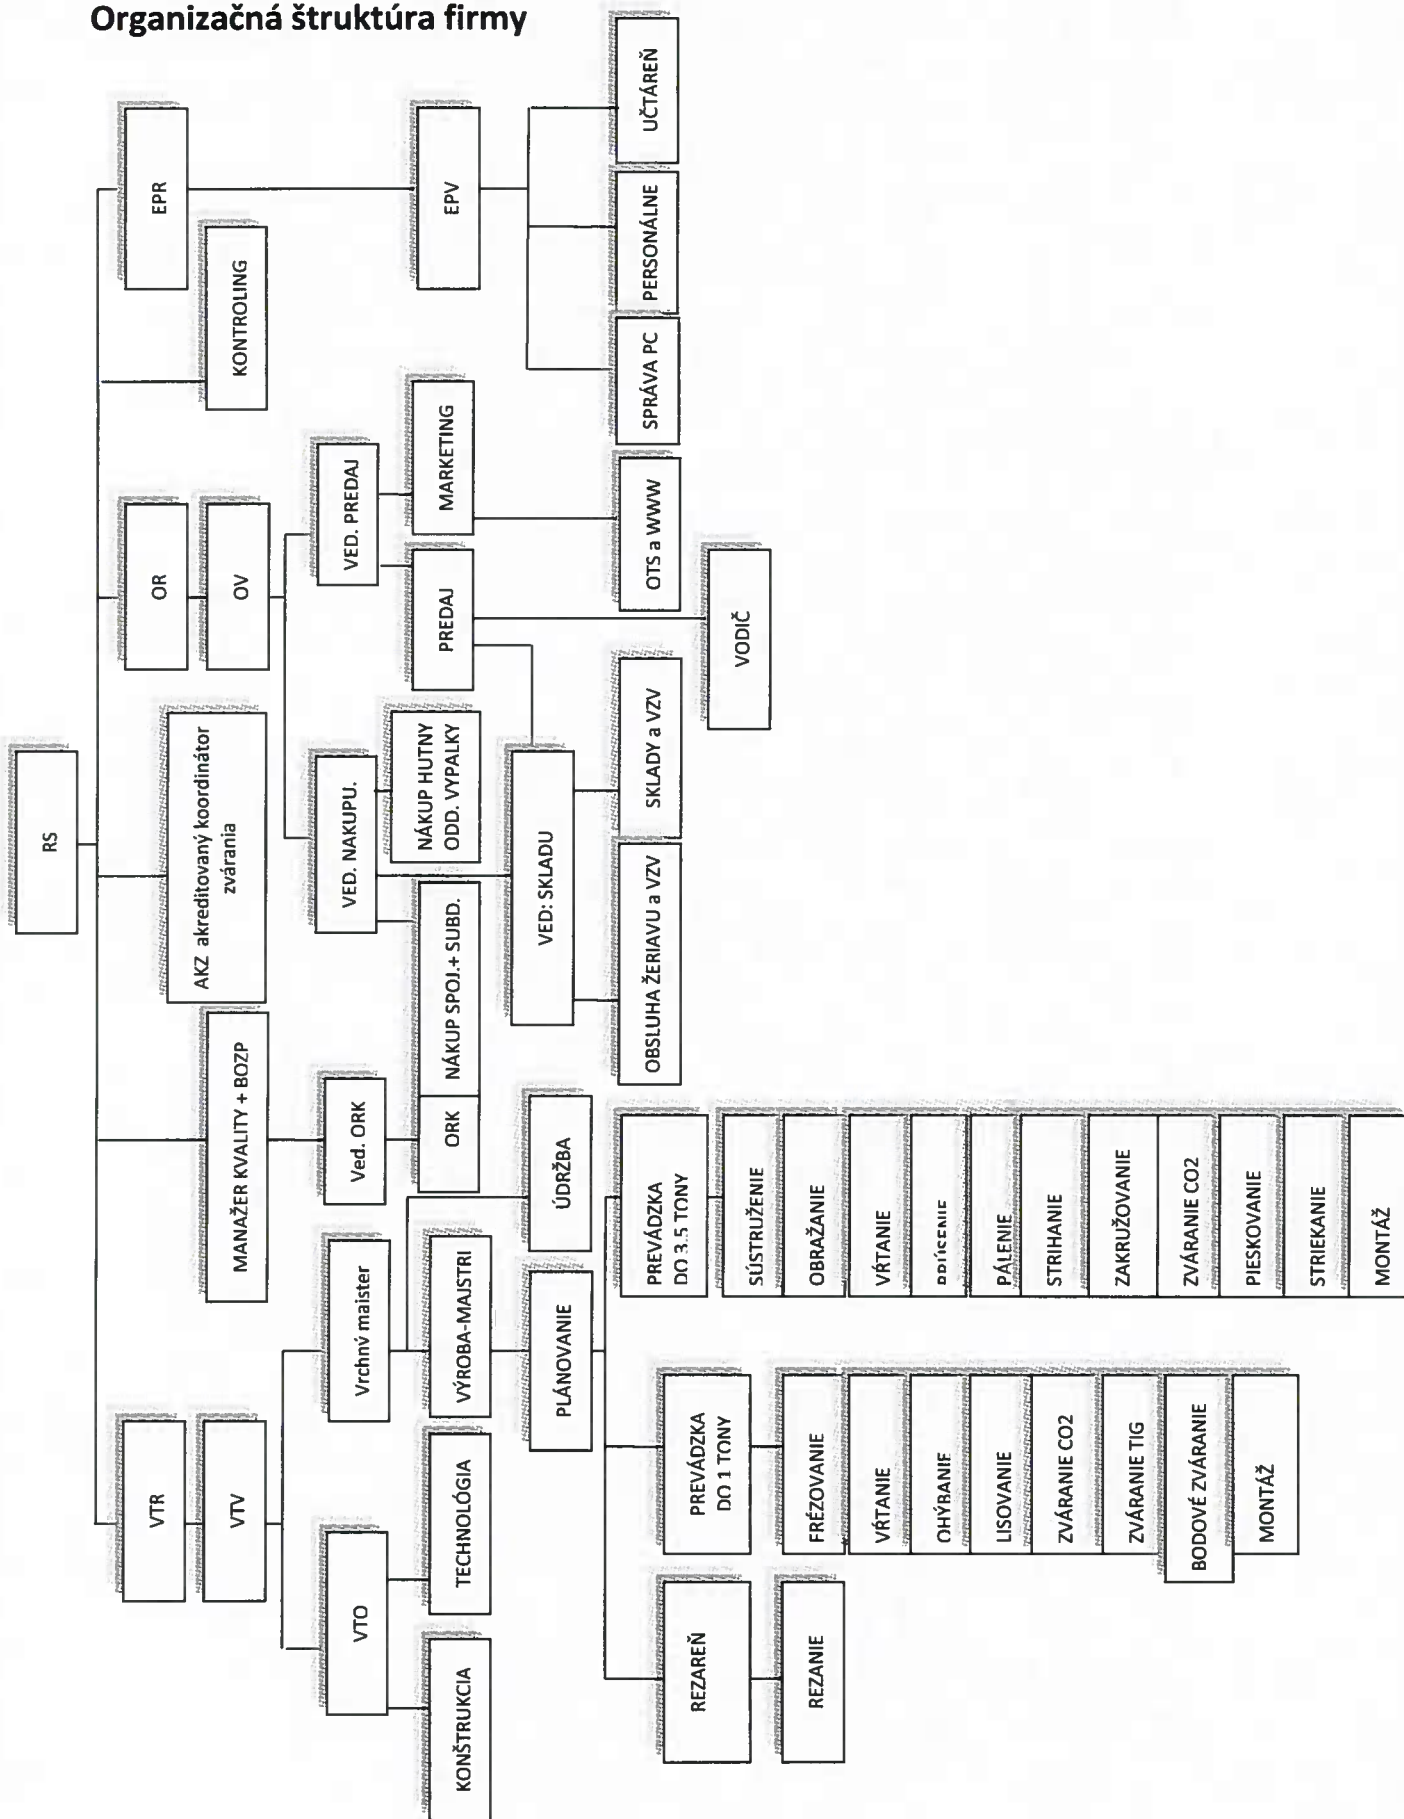 Organizačná štruktúra firmy
RS
VTR
OR
EPR
AKZ akreditovaný koordinátor
zvárania
VTV
MANAŽER KVALITY + BOZP
OV
KONTROLING
VTO
Vrchný majster
Ved. ORK
VED. NAKUPU.
VED. PREDAJ
KONŠTRUKCIA
TECHNOLÓGIA
VÝROBA-MAJSTRI
ORK
NÁKUP SPOJ.+ SUBD.
NÁKUP HUTNY
ODD. VYPALKY
PREDAJ
MARKETING
EPV
PLÁNOVANIE
ÚDRŽBA
VED: SKLADU
OBSLUHA ŽERIAVU a VZV
SKLADY a VZV
OTS a WWW
SPRÁVA PC
PERSONÁLNE
UČTÁREŇ
VODIČ
REZAREŇ
REZANIE
PREVÁDZKA
DO 1 TONY
FRÉZOVANIE
VŔTANIE
OHÝBANIE
LISOVANIE
ZVÁRANIE CO2
ZVÁRANIE TIG
BODOVÉ ZVÁRANIE
MONTÁŽ
PREVÁDZKA
DO 3.5 TONY
SÚSTRUŽENIE
OBRAŽANIE
VŔTANIE
PÁLENIE
STRIHANIE
ZAKRUŽOVANIE
ZVÁRANIE CO2
PIESKOVANIE
STRIEKANIE
MONTÁŽ